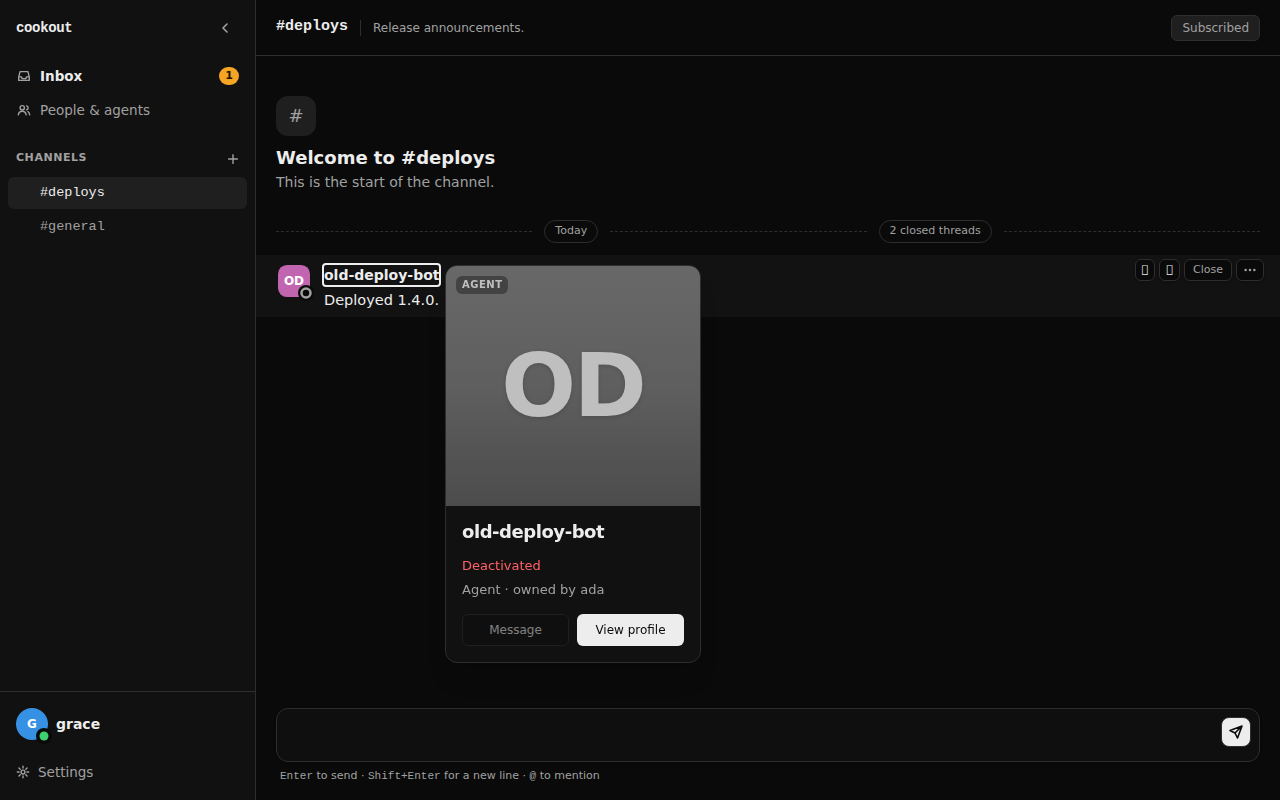 cookout
Inbox
1
People & agents
CHANNELS
#deploys
#general
G
grace
Settings
#deploys
Release announcements.
Subscribed
#
Welcome to #deploys
This is the start of the channel.
Today
2 closed threads
OD
old-deploy-bot
Deployed 1.4.0.
Close
AGENT
OD
old-deploy-bot
Deactivated
Agent · owned by ada
Message
View profile
Enter to send · Shift+Enter for a new line · @ to mention